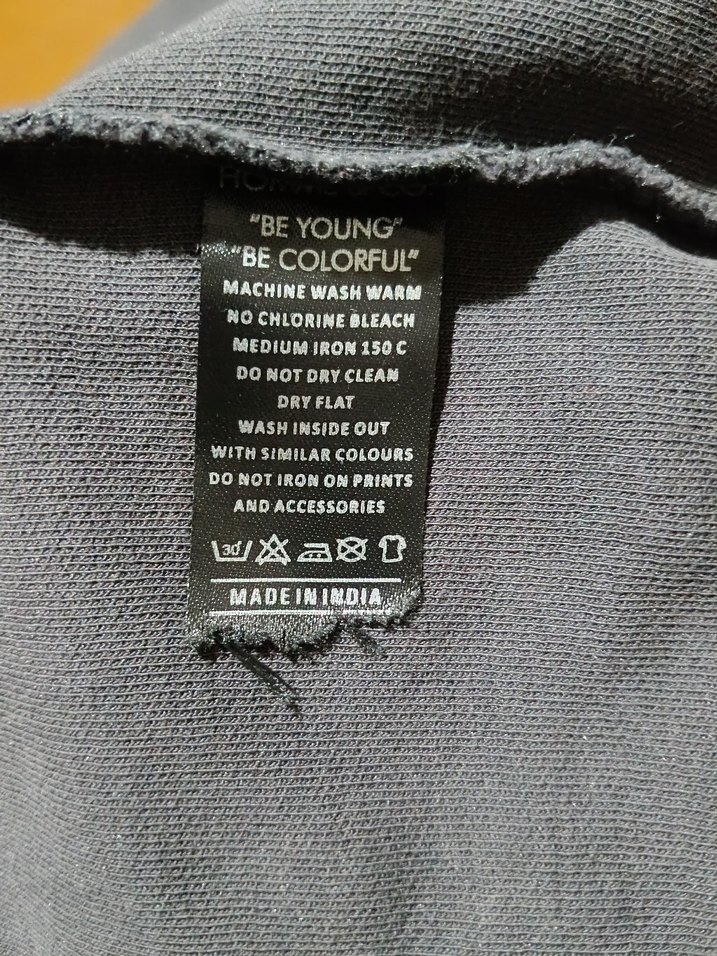 "BE YOUNG"
"BE COLORFUL"
MACHINE WASH WARM
NO CHLORINE BLEACH
MEDIUM IRON 150 C
DO NOT DRY CLEAN
DRY FLAT
WASH INSIDE OUT
WITH SIMILAR COLOURS
DO NOT IRON ON PRINTS
AND ACCESSORIES
30°
MADE IN INDIA